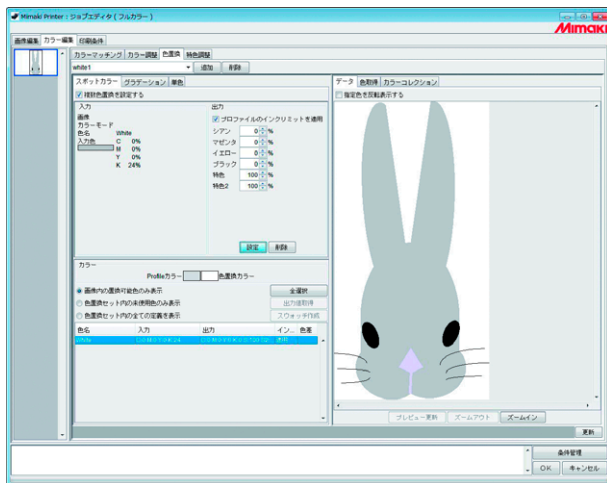 Mimaki Printer : ジョブエディタ ( フルカラー )
Mimaki
画像編集 カラー編集 印刷条件
カラーマッチング カラー調整 色置換 特色調整
white1 追加 削除
スポットカラー グラデーション 単色
複数色置換を設定する
入力
画像
カラーモード
色名 White
入力色 C 0%
M 0%
Y 0%
K 24%
出力
プロファイルのインクリミットを適用
シアン 0 %
マゼンタ 0 %
イエロー 0 %
ブラック 0 %
特色 100 %
特色2 100 %
設定 削除
カラー
Profileカラー 色置換カラー
画像内の置換可能色のみ表示
色置換セット内の未使用色のみ表示
色置換セット内の全ての定義を表示
全選択
出力値取得
スウォッチ作成
色名 入力 出力 イン... 色差
White
データ 色取得 カラーコレクション
指定色を反転表示する
プレビュー更新 ズームアウト ズームイン
更新
条件管理
OK キャンセル